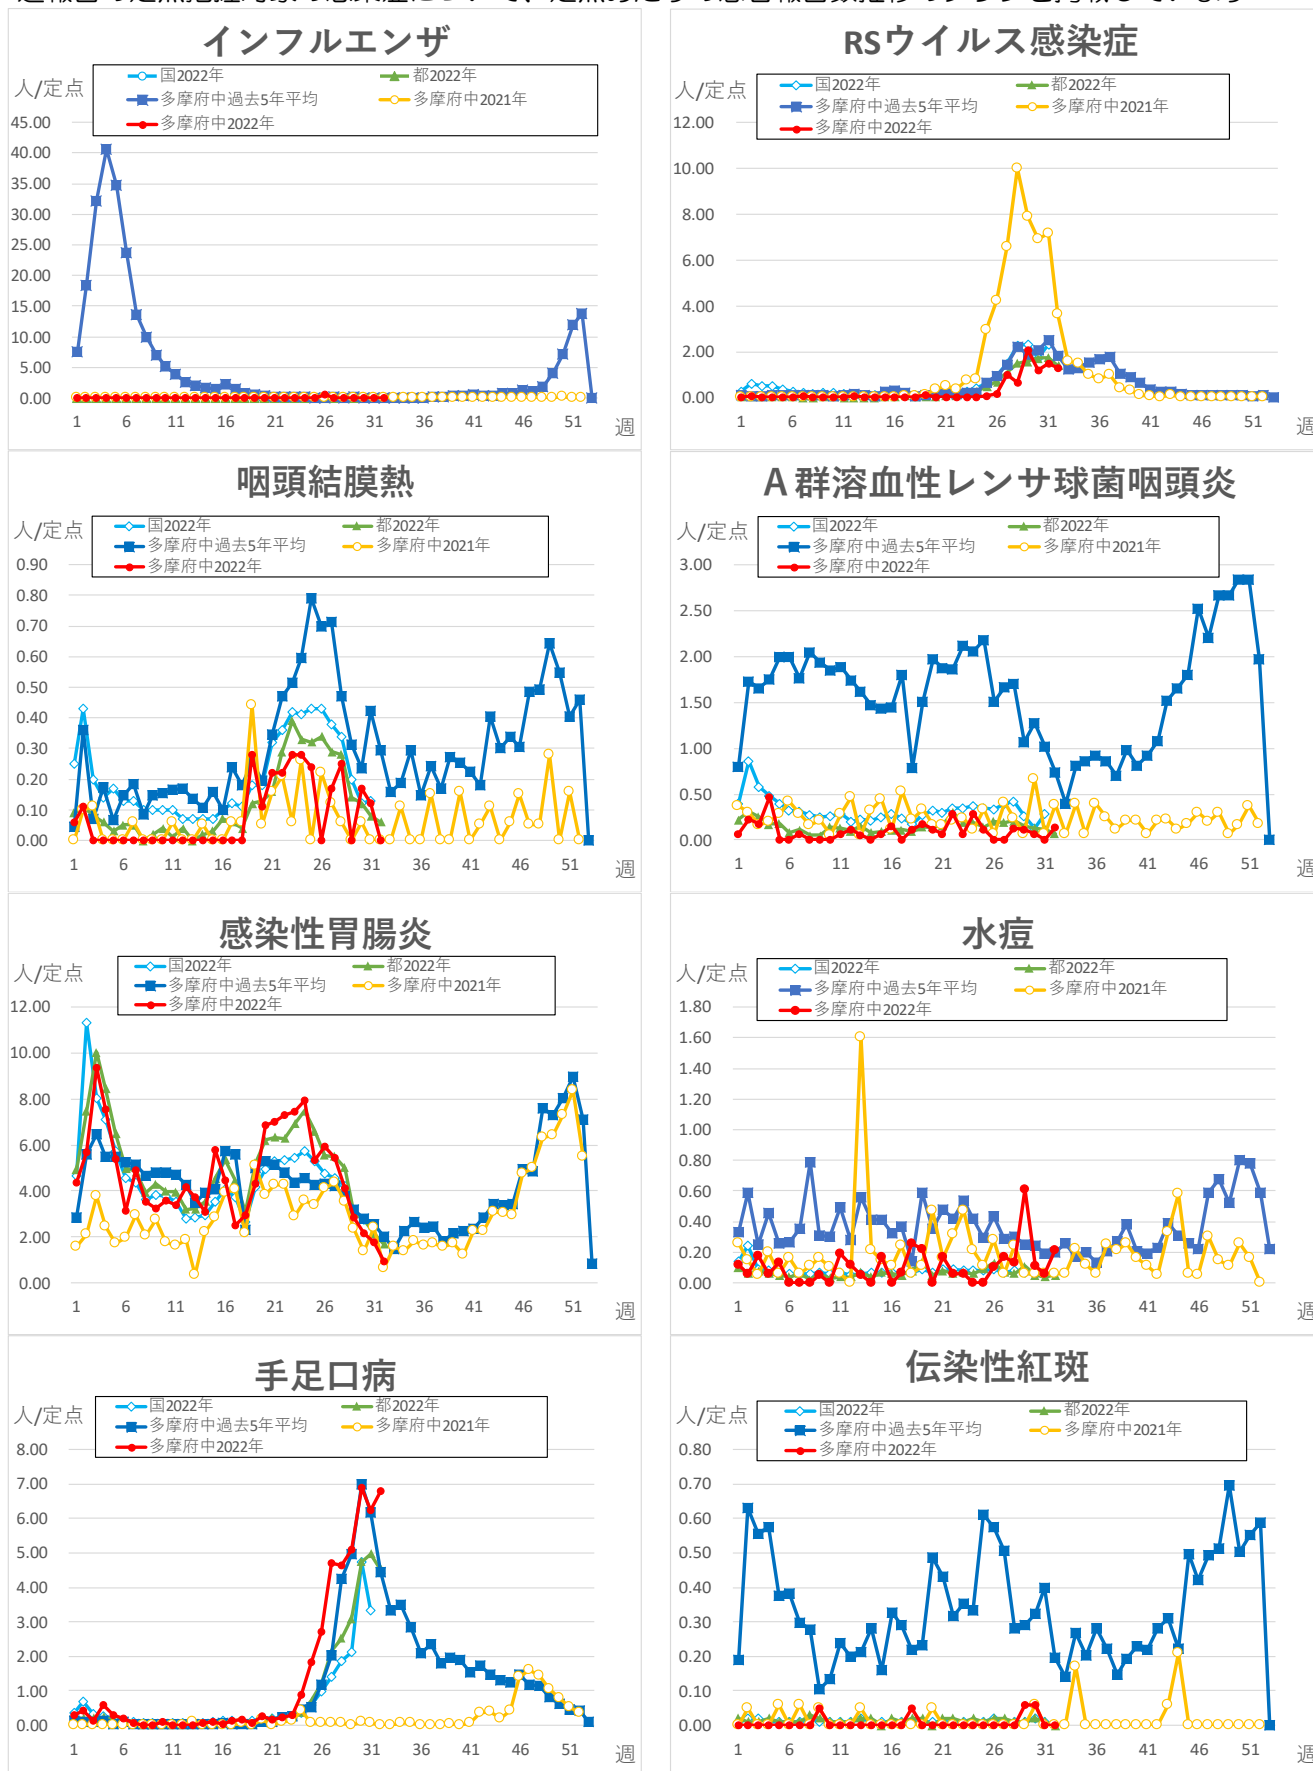 インフルエンザ
人/定点
国2022年 都2022年
多摩府中過去5年平均 多摩府中2021年
多摩府中2022年
45.00
40.00
35.00
30.00
25.00
20.00
15.00
10.00
5.00
0.00
1 6 11 16 21 26 31 36 41 46 51 週
RSウイルス感染症
人/定点
国2022年 都2022年
多摩府中過去5年平均 多摩府中2021年
多摩府中2022年
12.00
10.00
8.00
6.00
4.00
2.00
0.00
1 6 11 16 21 26 31 36 41 46 51 週
咽頭結膜熱
人/定点
国2022年 都2022年
多摩府中過去5年平均 多摩府中2021年
多摩府中2022年
0.90
0.80
0.70
0.60
0.50
0.40
0.30
0.20
0.10
0.00
1 6 11 16 21 26 31 36 41 46 51 週
A群溶血性レンサ球菌咽頭炎
人/定点
国2022年 都2022年
多摩府中過去5年平均 多摩府中2021年
多摩府中2022年
3.00
2.50
2.00
1.50
1.00
0.50
0.00
1 6 11 16 21 26 31 36 41 46 51 週
感染性胃腸炎
人/定点
国2022年 都2022年
多摩府中過去5年平均 多摩府中2021年
多摩府中2022年
12.00
10.00
8.00
6.00
4.00
2.00
0.00
1 6 11 16 21 26 31 36 41 46 51 週
水痘
人/定点
国2022年 都2022年
多摩府中過去5年平均 多摩府中2021年
多摩府中2022年
1.80
1.60
1.40
1.20
1.00
0.80
0.60
0.40
0.20
0.00
1 6 11 16 21 26 31 36 41 46 51 週
手足口病
人/定点
国2022年 都2022年
多摩府中過去5年平均 多摩府中2021年
多摩府中2022年
8.00
7.00
6.00
5.00
4.00
3.00
2.00
1.00
0.00
1 6 11 16 21 26 31 36 41 46 51 週
伝染性紅斑
人/定点
国2022年 都2022年
多摩府中過去5年平均 多摩府中2021年
多摩府中2022年
0.80
0.70
0.60
0.50
0.40
0.30
0.20
0.10
0.00
1 6 11 16 21 26 31 36 41 46 51 週